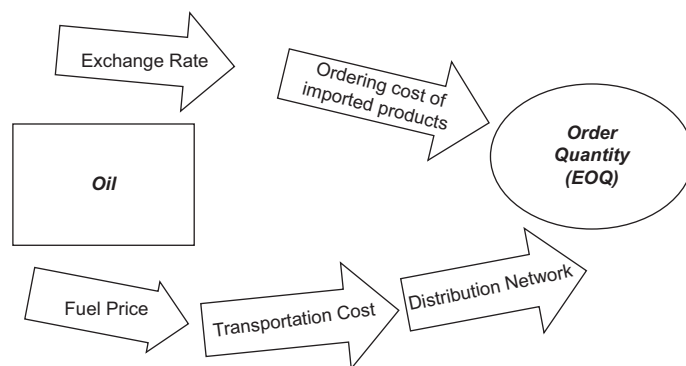 Exchange Rate
Ordering cost of
imported products
Order
Quantity
(EOQ)
Oil
Fuel Price
Transportation Cost
Distribution Network